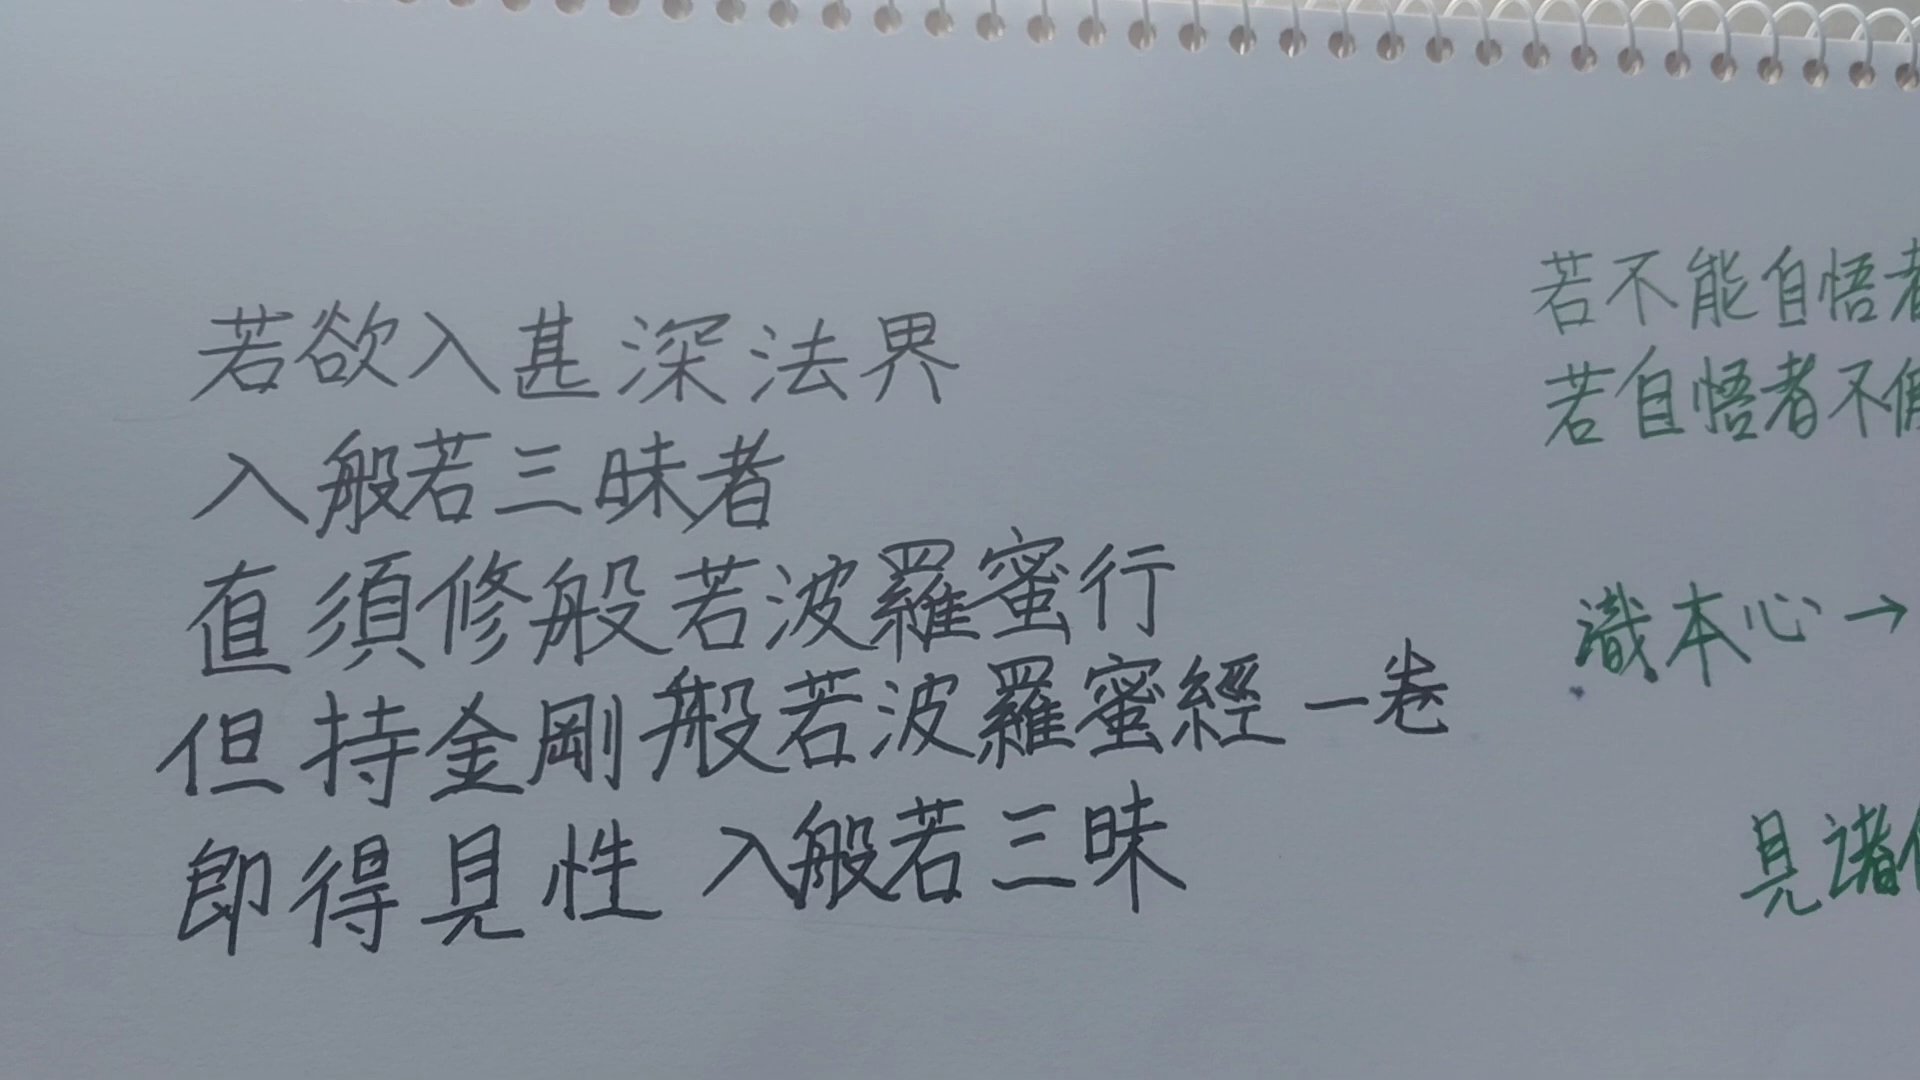 若欲入甚深法界
入般若三昧者
直須修般若波羅蜜行
但持金剛般若波羅蜜經一卷
即得見性 入般若三昧
若不能自悟者
若自悟者不假
識本心→
見諸